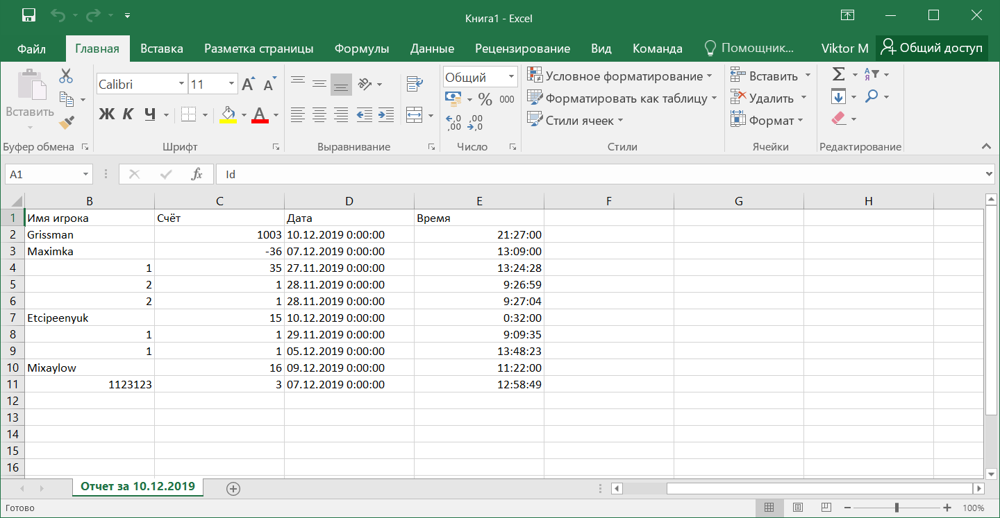 Книга1 - Excel
Файл Главная Вставка Разметка страницы Формулы Данные Рецензирование Вид Команда Помощник... Viktor M Общий доступ
Вставить
Calibri 11
Ж К Ч
А
Общий
% 000
Условное форматирование
Форматировать как таблицу
Стили ячеек
Вставить
Удалить
Формат
Буфер обмена Шрифт Выравнивание Число Стили Ячейки Редактирование
A1 fx Id
B C D E F G H
1 Имя игрока Счёт Дата Время
2 Grissman 1003 10.12.2019 0:00:00 21:27:00
3 Maximka -36 07.12.2019 0:00:00 13:09:00
4 1 35 27.11.2019 0:00:00 13:24:28
5 2 1 28.11.2019 0:00:00 9:26:59
6 2 1 28.11.2019 0:00:00 9:27:04
7 Etcipeenyuk 15 10.12.2019 0:00:00 0:32:00
8 1 1 29.11.2019 0:00:00 9:09:35
9 1 1 05.12.2019 0:00:00 13:48:23
10 Mixaylow 16 09.12.2019 0:00:00 11:22:00
11 1123123 3 07.12.2019 0:00:00 12:58:49
12
13
14
15
16
Отчет за 10.12.2019
Готово 100%